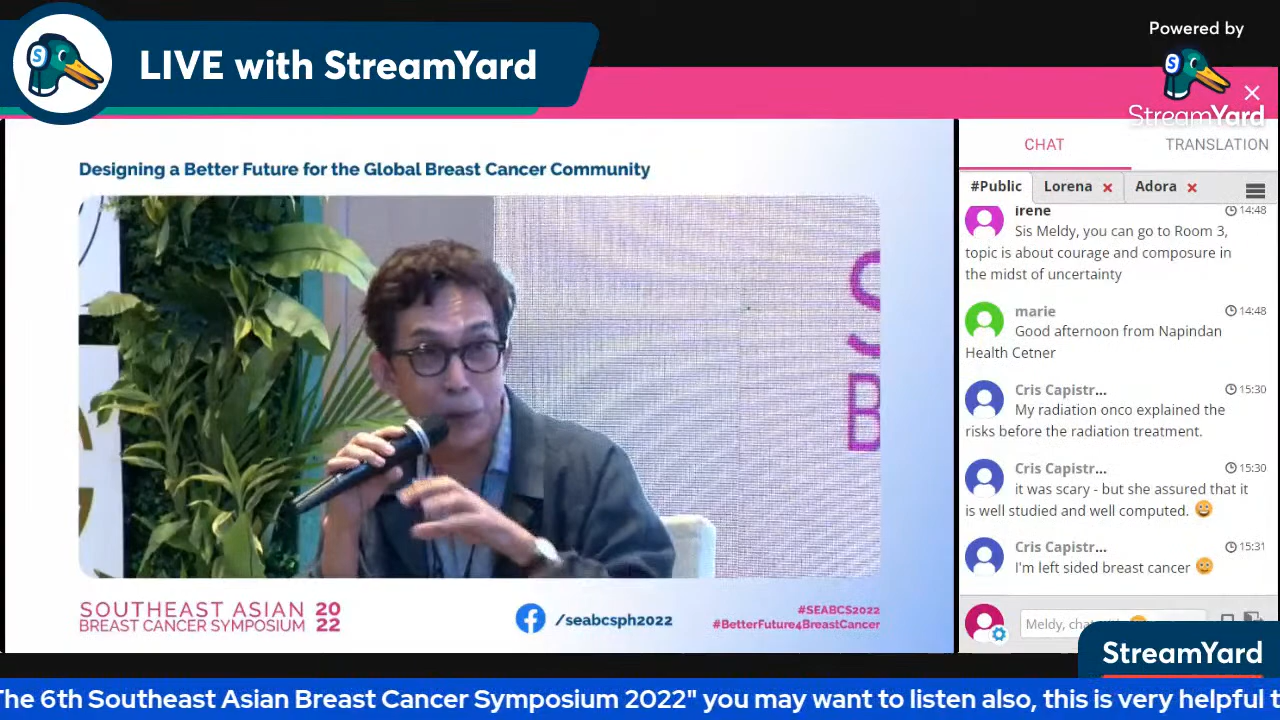 LIVE with StreamYard
Powered by
StreamYard
CHAT
TRANSLATION
Designing a Better Future for the Global Breast Cancer Community
S
B
#Public
Lorena
Adora
irene
14:48
Sis Meldy, you can go to Room 3,
topic is about courage and composure in
the midst of uncertainty
marie
14:48
Good afternoon from Napindan
Health Cetner
Cris Capistr...
15:30
My radiation onco explained the
risks before the radiation treatment.
Cris Capistr...
15:30
it was scary - but she assured that it
is well studied and well computed.
Cris Capistr...
15:31
I'm left sided breast cancer
SOUTHEAST ASIAN 20
BREAST CANCER SYMPOSIUM 22
/seabcsph2022
#SEABCS2022
#BetterFuture4BreastCancer
Meldy,
StreamYard
The 6th Southeast Asian Breast Cancer Symposium 2022" you may want to listen also, this is very helpful t